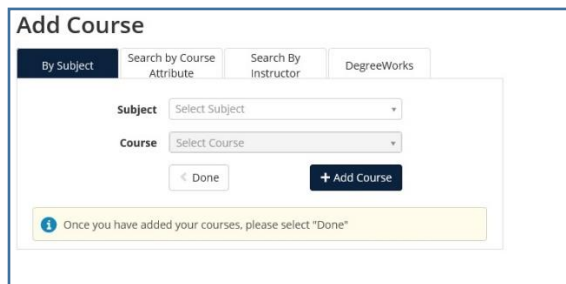 Add Course
By Subject
Search by Course
Attribute
Search By
Instructor
DegreeWorks
Subject Select Subject
Course Select Course
Done
+ Add Course
Once you have added your courses, please select "Done"